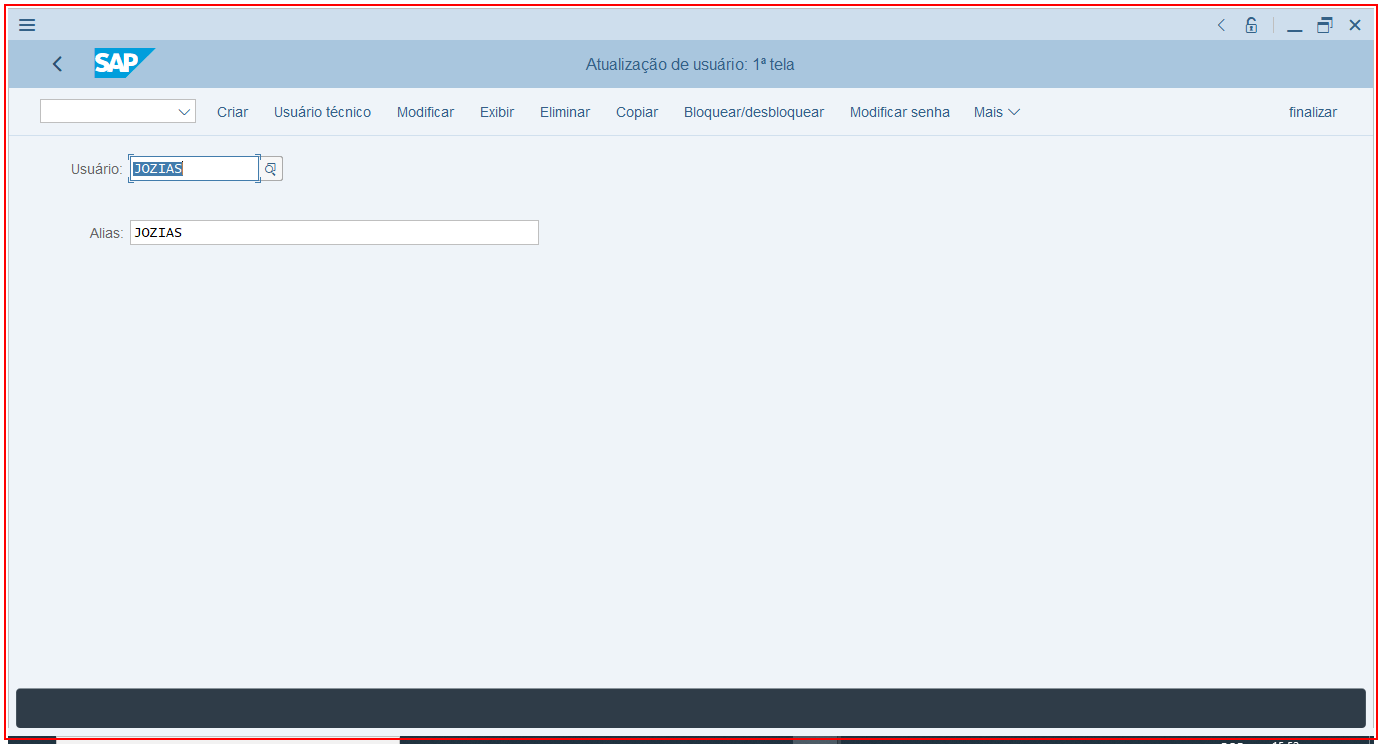 SAP
Atualização de usuário: 1ª tela
Criar Usuário técnico Modificar Exibir Eliminar Copiar Bloquear/desbloquear Modificar senha Mais finalizar
Usuário: JOZIAS
Alias: JOZIAS